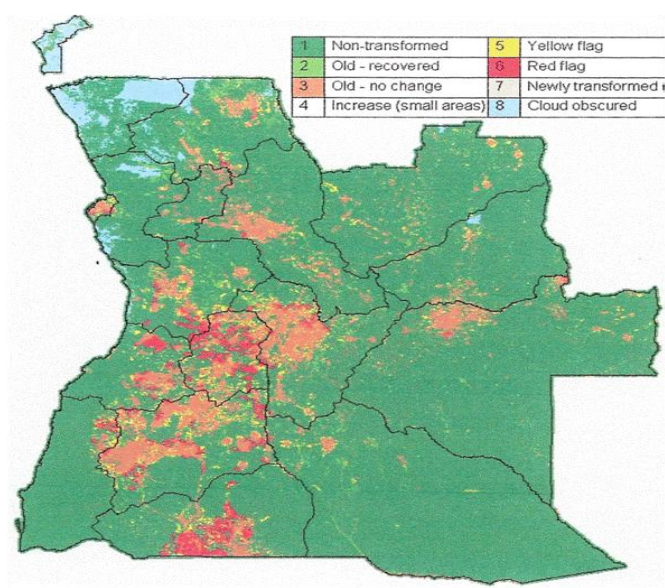 1 Non-transformed 5 Yellow flag
2 Old - recovered 6 Red flag
3 Old - no change 7 Newly transformed
4 Increase (small areas) 8 Cloud obscured